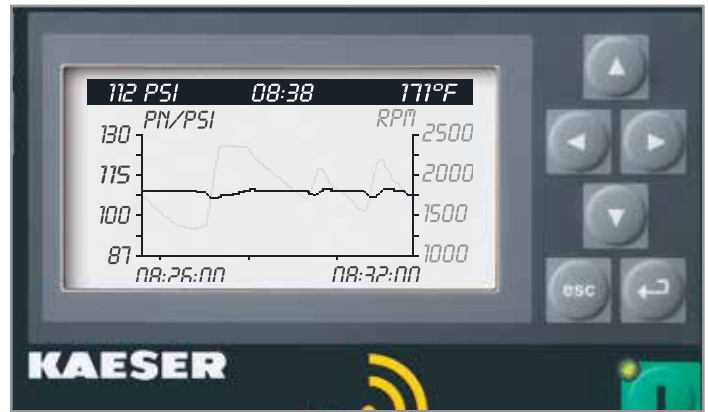 112 PSI 08:38 171°F
PN/PSI RPM
130 2500
115 2000
100 1500
87 1000
08:26:00 08:32:00
esc
KAESER